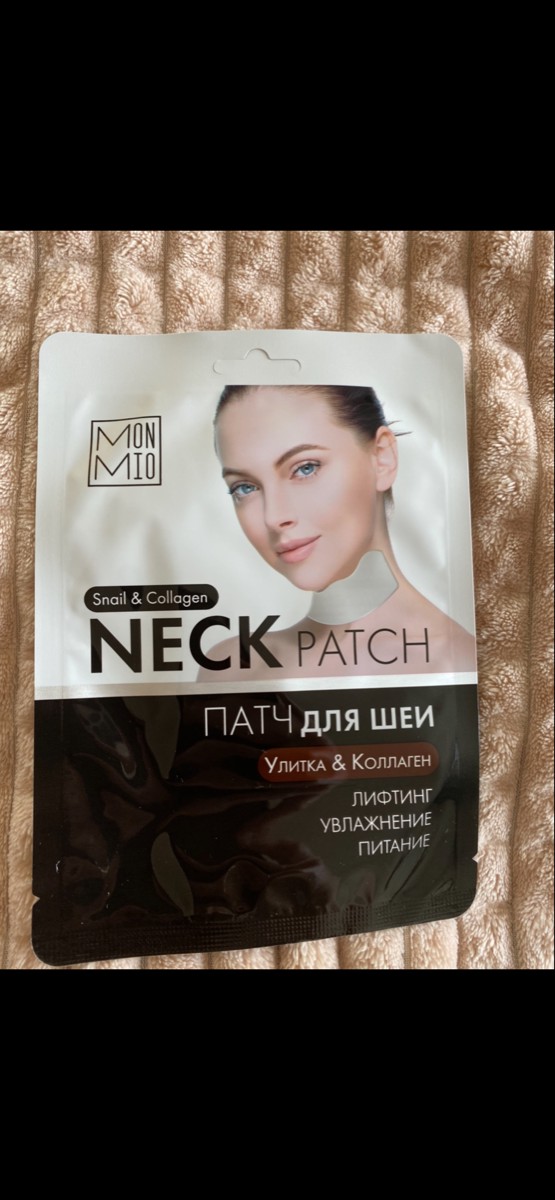 MON
MIO
Snail & Collagen
NECK PATCH
ПАТЧ ДЛЯ ШЕИ
УЛИТКА & КОЛЛАГЕН
ЛИФТИНГ
УВЛАЖНЕНИЕ
ПИТАНИЕ